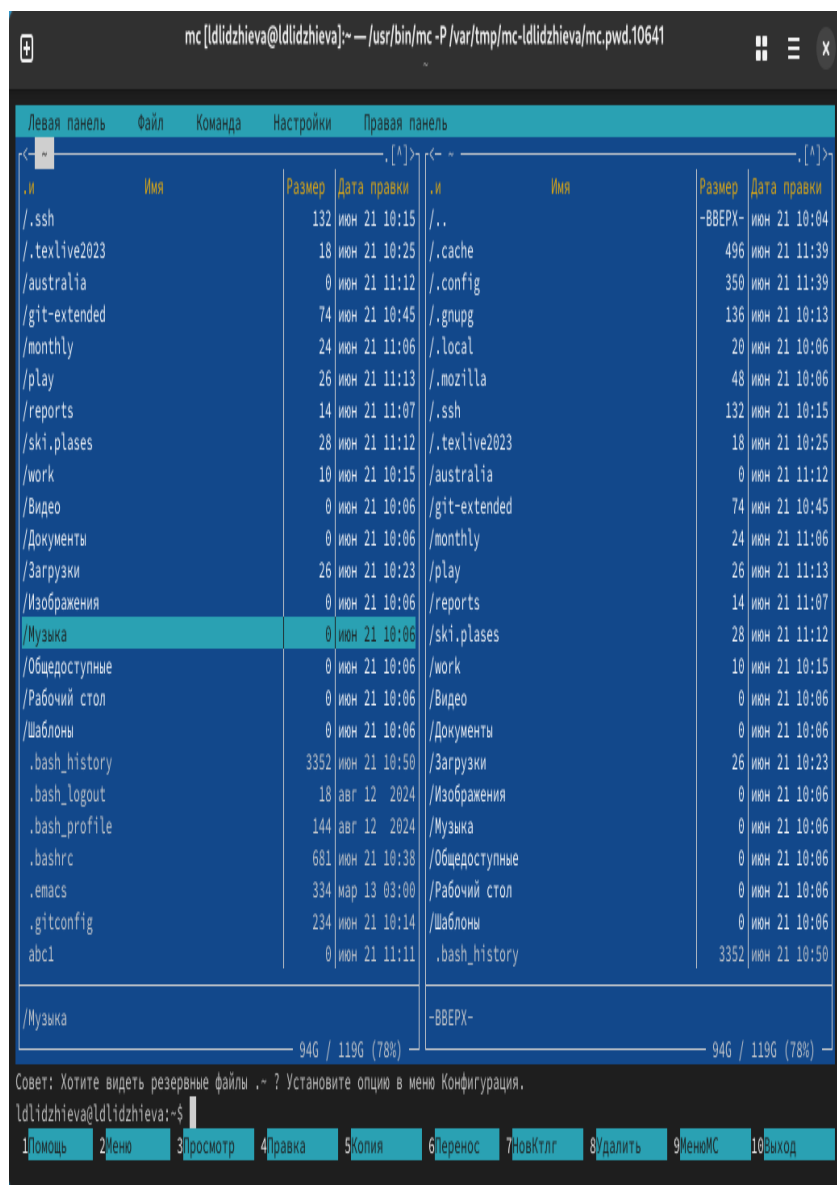 mc [ldlidzhieva@ldlidzhieva]:~ — /usr/bin/mc -P /var/tmp/mc-ldlidzhieva/mc.pwd.10641
~
Левая панель Файл Команда Настройки Правая панель
<- ~ .[^]> <- ~ .[^]>
.и Имя Размер Дата правки .и Имя Размер Дата правки
/.ssh 132 июн 21 10:15 /.. -ВВЕРХ- июн 21 10:04
/.texlive2023 18 июн 21 10:25 /.cache 496 июн 21 11:39
/australia 0 июн 21 11:12 /.config 350 июн 21 11:39
/git-extended 74 июн 21 10:45 /.gnupg 136 июн 21 10:13
/monthly 24 июн 21 11:06 /.local 20 июн 21 10:06
/play 26 июн 21 11:13 /.mozilla 48 июн 21 10:06
/reports 14 июн 21 11:07 /.ssh 132 июн 21 10:15
/ski.plases 28 июн 21 11:12 /.texlive2023 18 июн 21 10:25
/work 10 июн 21 10:15 /australia 0 июн 21 11:12
/Видео 0 июн 21 10:06 /git-extended 74 июн 21 10:45
/Документы 0 июн 21 10:06 /monthly 24 июн 21 11:06
/Загрузки 26 июн 21 10:23 /play 26 июн 21 11:13
/Изображения 0 июн 21 10:06 /reports 14 июн 21 11:07
/Музыка 0 июн 21 10:06 /ski.plases 28 июн 21 11:12
/Общедоступные 0 июн 21 10:06 /work 10 июн 21 10:15
/Рабочий стол 0 июн 21 10:06 /Видео 0 июн 21 10:06
/Шаблоны 0 июн 21 10:06 /Документы 0 июн 21 10:06
.bash_history 3352 июн 21 10:50 /Загрузки 26 июн 21 10:23
.bash_logout 18 авг 12 2024 /Изображения 0 июн 21 10:06
.bash_profile 144 авг 12 2024 /Музыка 0 июн 21 10:06
.bashrc 681 июн 21 10:38 /Общедоступные 0 июн 21 10:06
.emacs 334 мар 13 03:00 /Рабочий стол 0 июн 21 10:06
.gitconfig 234 июн 21 10:14 /Шаблоны 0 июн 21 10:06
abc1 0 июн 21 11:11 .bash_history 3352 июн 21 10:50
/Музыка -ВВЕРХ-
94G / 119G (78%) 94G / 119G (78%)
Совет: Хотите видеть резервные файлы .~ ? Установите опцию в меню Конфигурация.
ldlidzhieva@ldlidzhieva:~$
1Помощь 2Меню 3Просмотр 4Правка 5Копия 6Перенос 7НовКтлг 8Удалить 9МенюMC 10Выход